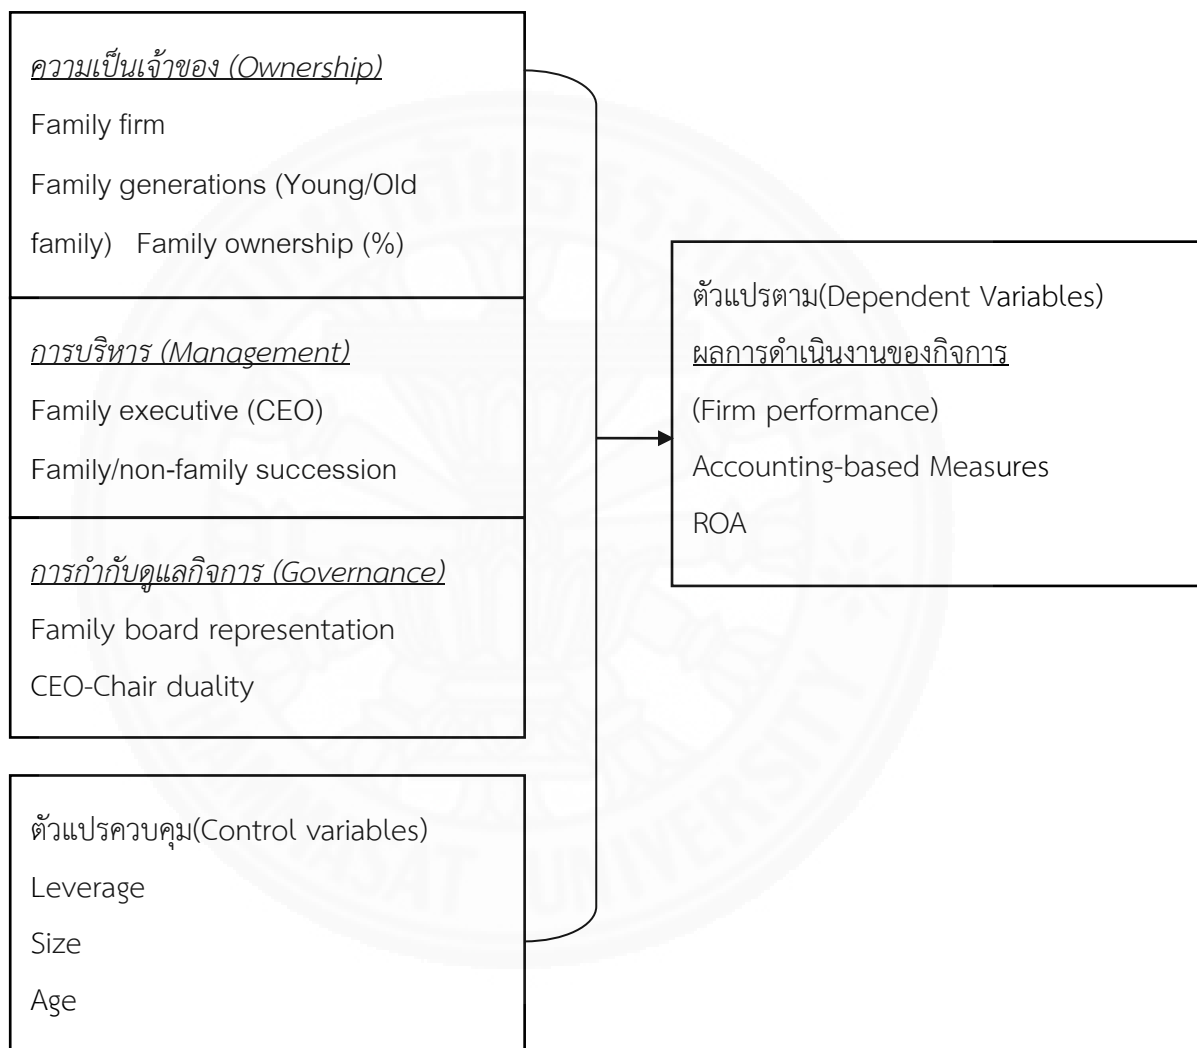 ความเป็นเจ้าของ (Ownership)
Family firm
Family generations (Young/Old
family) Family ownership (%)
การบริหาร (Management)
Family executive (CEO)
Family/non-family succession
การกำกับดูแลกิจการ (Governance)
Family board representation
CEO-Chair duality
ตัวแปรควบคุม(Control variables)
Leverage
Size
Age
ตัวแปรตาม(Dependent Variables)
ผลการดำเนินงานของกิจการ
(Firm performance)
Accounting-based Measures
ROA